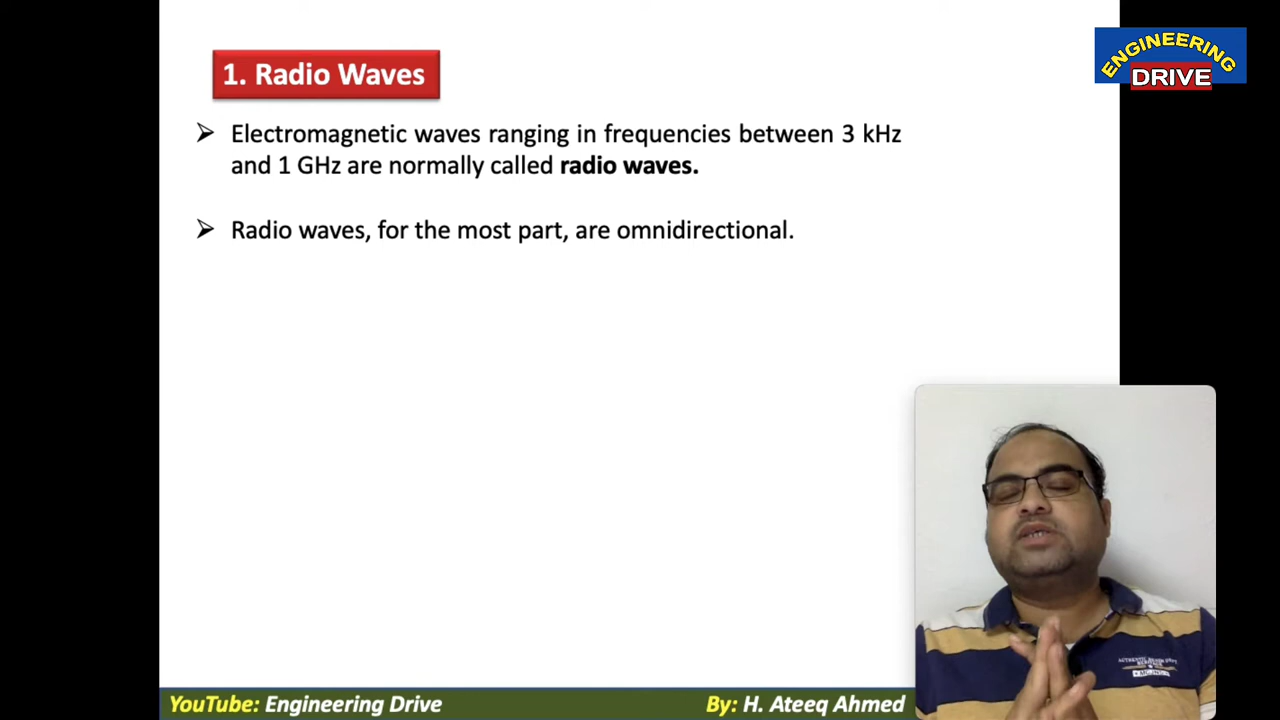 ENGINEERING
DRIVE
1. Radio Waves
➢ Electromagnetic waves ranging in frequencies between 3 kHz
and 1 GHz are normally called radio waves.
➢ Radio waves, for the most part, are omnidirectional.
YouTube: Engineering Drive
By: H. Ateeq Ahmed